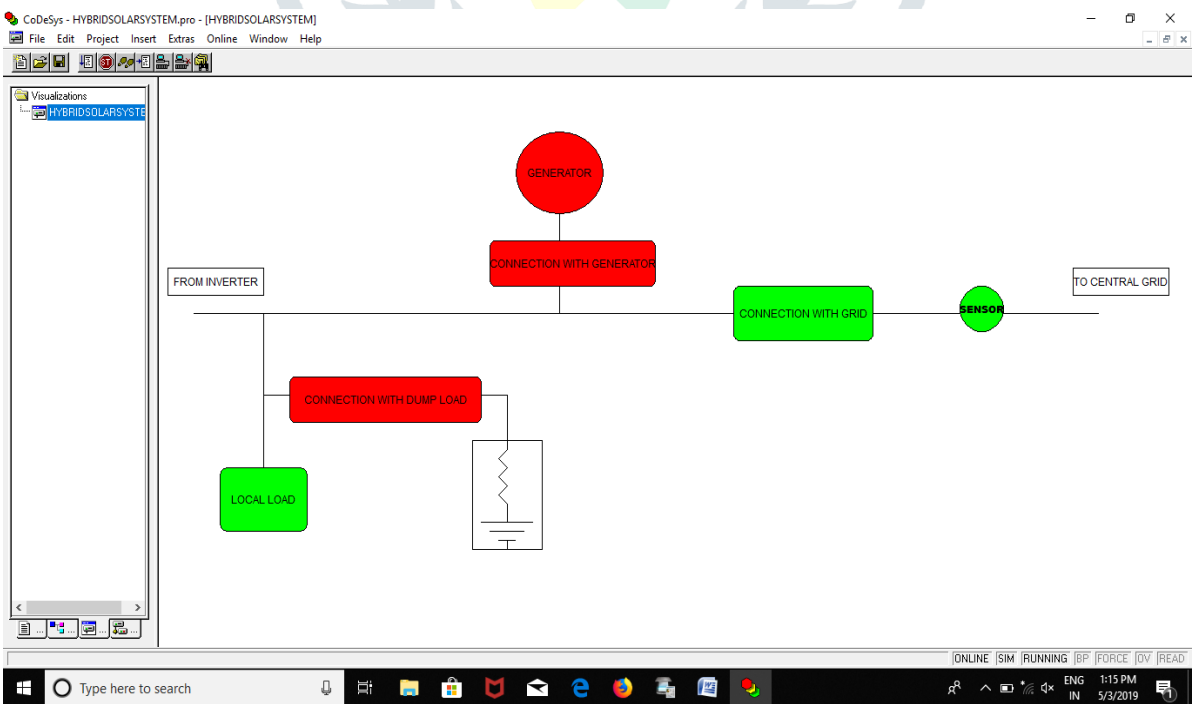 CoDeSys - HYBRIDSOLARSYSTEM.pro - [HYBRIDSOLARSYSTEM]
File Edit Project Insert Extras Online Window Help
Visualizations
HYBRIDSOLARSYSTE
GENERATOR
CONNECTION WITH GENERATOR
FROM INVERTER
TO CENTRAL GRID
CONNECTION WITH GRID
SENSOR
CONNECTION WITH DUMP LOAD
LOCAL LOAD
ONLINE SIM RUNNING BP FORCE OV READ
Type here to search
ENG 1:15 PM
IN 5/3/2019